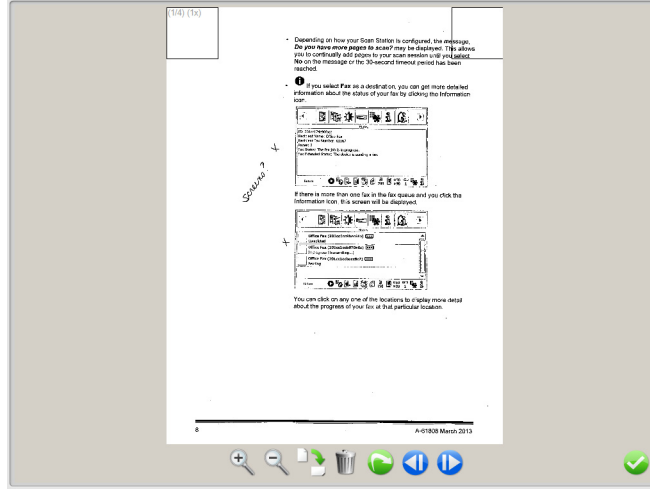 (1/4) (1x)
• Depending on how your Scan Station is configured, the message,
Do you have more pages to scan? may be displayed. This allows
you to continually add pages to your scan session until you select
No on the message or the 30-second timeout period has been
reached.
• If you select Fax as a destination, you can get more detailed
information about the status of your fax by clicking the Information
icon.
screens?
If there is more than one fax in the fax queue and you click the
Information icon, this screen will be displayed.
You can click on any one of the locations to display more detail
about the progress of your fax at that particular location.
8
A-61808 March 2013